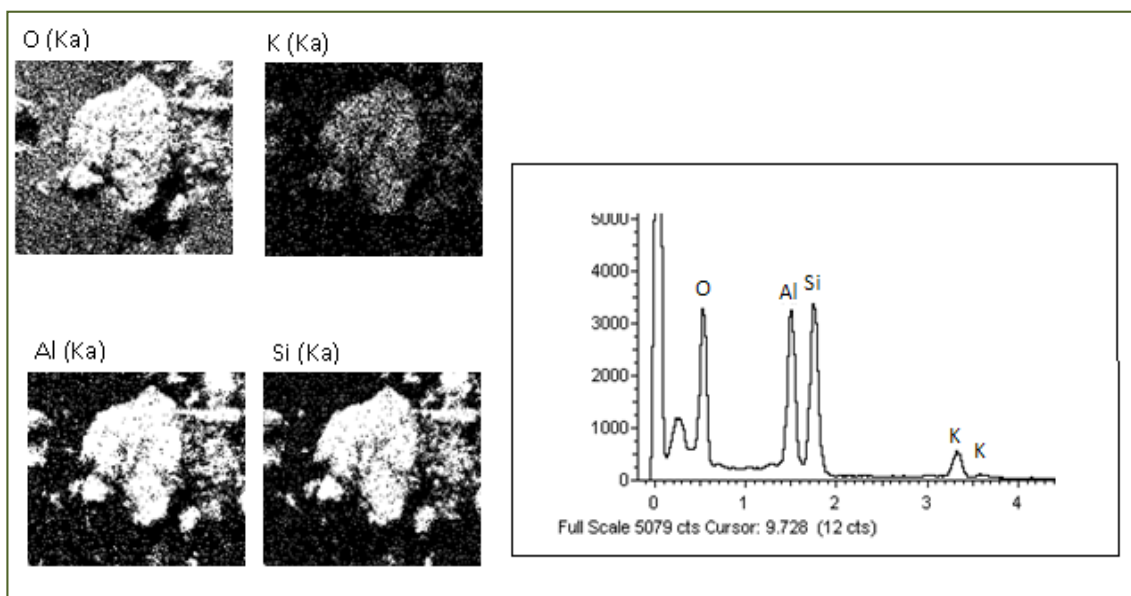 O (Ka)
K (Ka)
Al (Ka)
Si (Ka)
5000
4000
3000
2000
1000
0
O
Al
Si
K
K
0
1
2
3
4
Full Scale 5079 cts Cursor: 9.728 (12 cts)